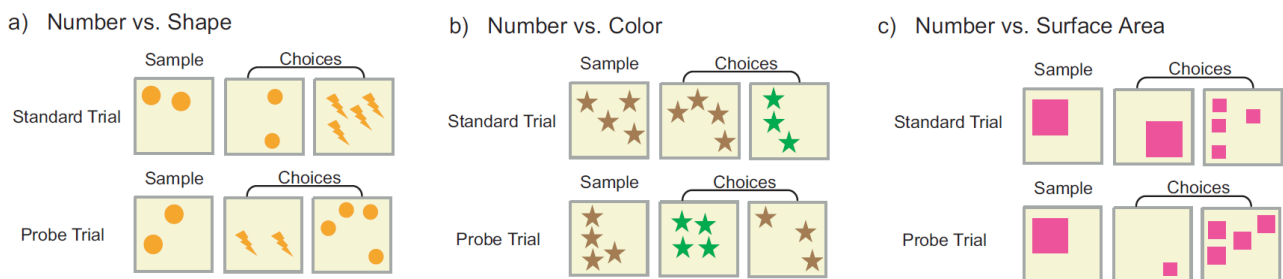 a) Number vs. Shape
Sample
Choices
Standard Trial
Sample
Choices
Probe Trial
b) Number vs. Color
Sample
Choices
Standard Trial
Sample
Choices
Probe Trial
c) Number vs. Surface Area
Sample
Choices
Standard Trial
Sample
Choices
Probe Trial